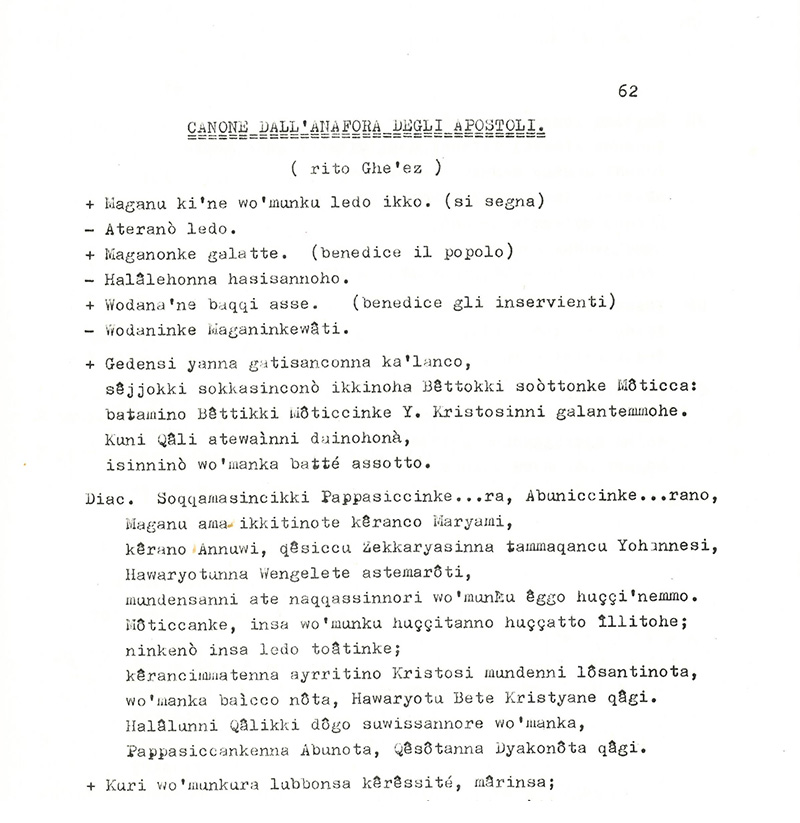 62
CANONE DALL'ANAFORA DEGLI APOSTOLI.
( rito Ghe'ez )
+ Maganu ki'ne wo'munku ledo ikko. (si segna)
- Ateranò ledo.
+ Maganonke galatte. (benedice il popolo)
- Halâlehonna hasisannoho.
+ Wodana'ne baqqi asse. (benedice gli inservienti)
- Wodaninke Maganinkewâti.
+ Gedensi yanna gatisanconna ka'lanco,
sêjjokki sokkasinconò ikkinoha Bêttokki soòttonke Môticca:
batamino Bêttikki Môticcinke Y. Kristosinni galantemmohe.
Kuni Qâli atewaìnni dainohonà,
isinninò wo'manka batté assotto.
Diac. Soqqamasincikki Pappasiccinke...ra, Abuniccinke...rano,
Maganu ama ikkitinote kêranco Maryami,
kêrano Annuwi, qêsiccu Zekkaryasinna tammaqancu Yohannesi,
Hawaryotunna Wengelete astemarôti,
mundensanni ate naqqassinnori wo'munku êggo huççi'nemmo.
Môticcanke, insa wo'munku huççitanno huççatto îllitohe;
ninkenò insa ledo toâtinke;
kêrancimmatenna ayrritino Kristosi mundenni lôsantinota,
wo'manka baìcco nôta, Hawaryotu Bete Kristyane qâgi.
Halâlunni Qâlikki dôgo suwissannore wo'manka,
Pappasiccankenna Abunota, Qêsôtanna Dyakonôta qâgi.
+ Kuri wo'munkura lubbonsa kêrêssité, mârinsa;